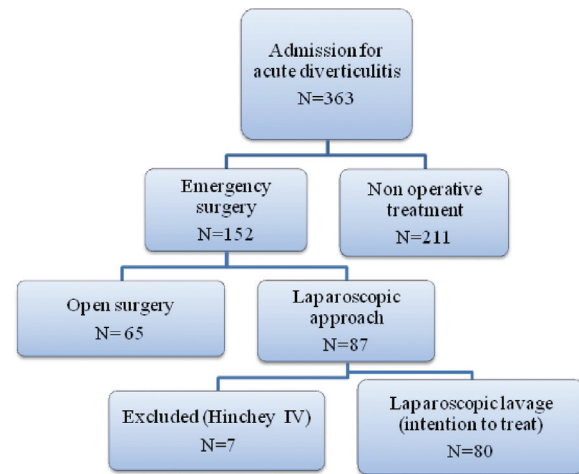 Admission for
acute diverticulitis
N=363
Emergency
surgery
N=152
Non operative
treatment
N=211
Open surgery
N= 65
Laparoscopic
approach
N=87
Excluded (Hinchey IV)
N=7
Laparoscopic lavage
(intention to treat)
N=80